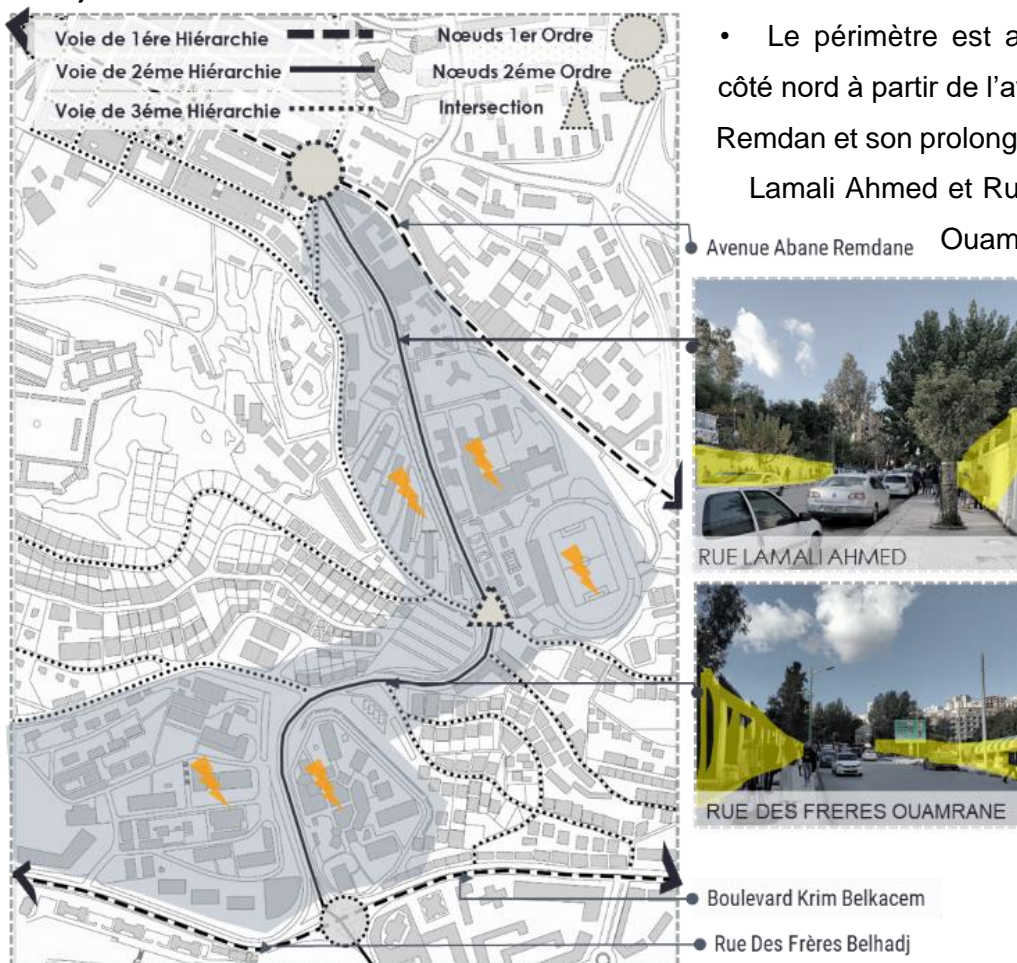 Voie de 1ére Hiérarchie
Nœuds 1er Ordre
Voie de 2éme Hiérarchie
Nœuds 2éme Ordre
Voie de 3éme Hiérarchie
Intersection
• Le périmètre est a
côté nord à partir de l'a
Remdan et son prolong
Lamali Ahmed et Ru
Ouam
Avenue Abane Remdane
RUE LAMALI AHMED
RUE DES FRERES OUAMRANE
Boulevard Krim Belkacem
Rue Des Frères Belhadj